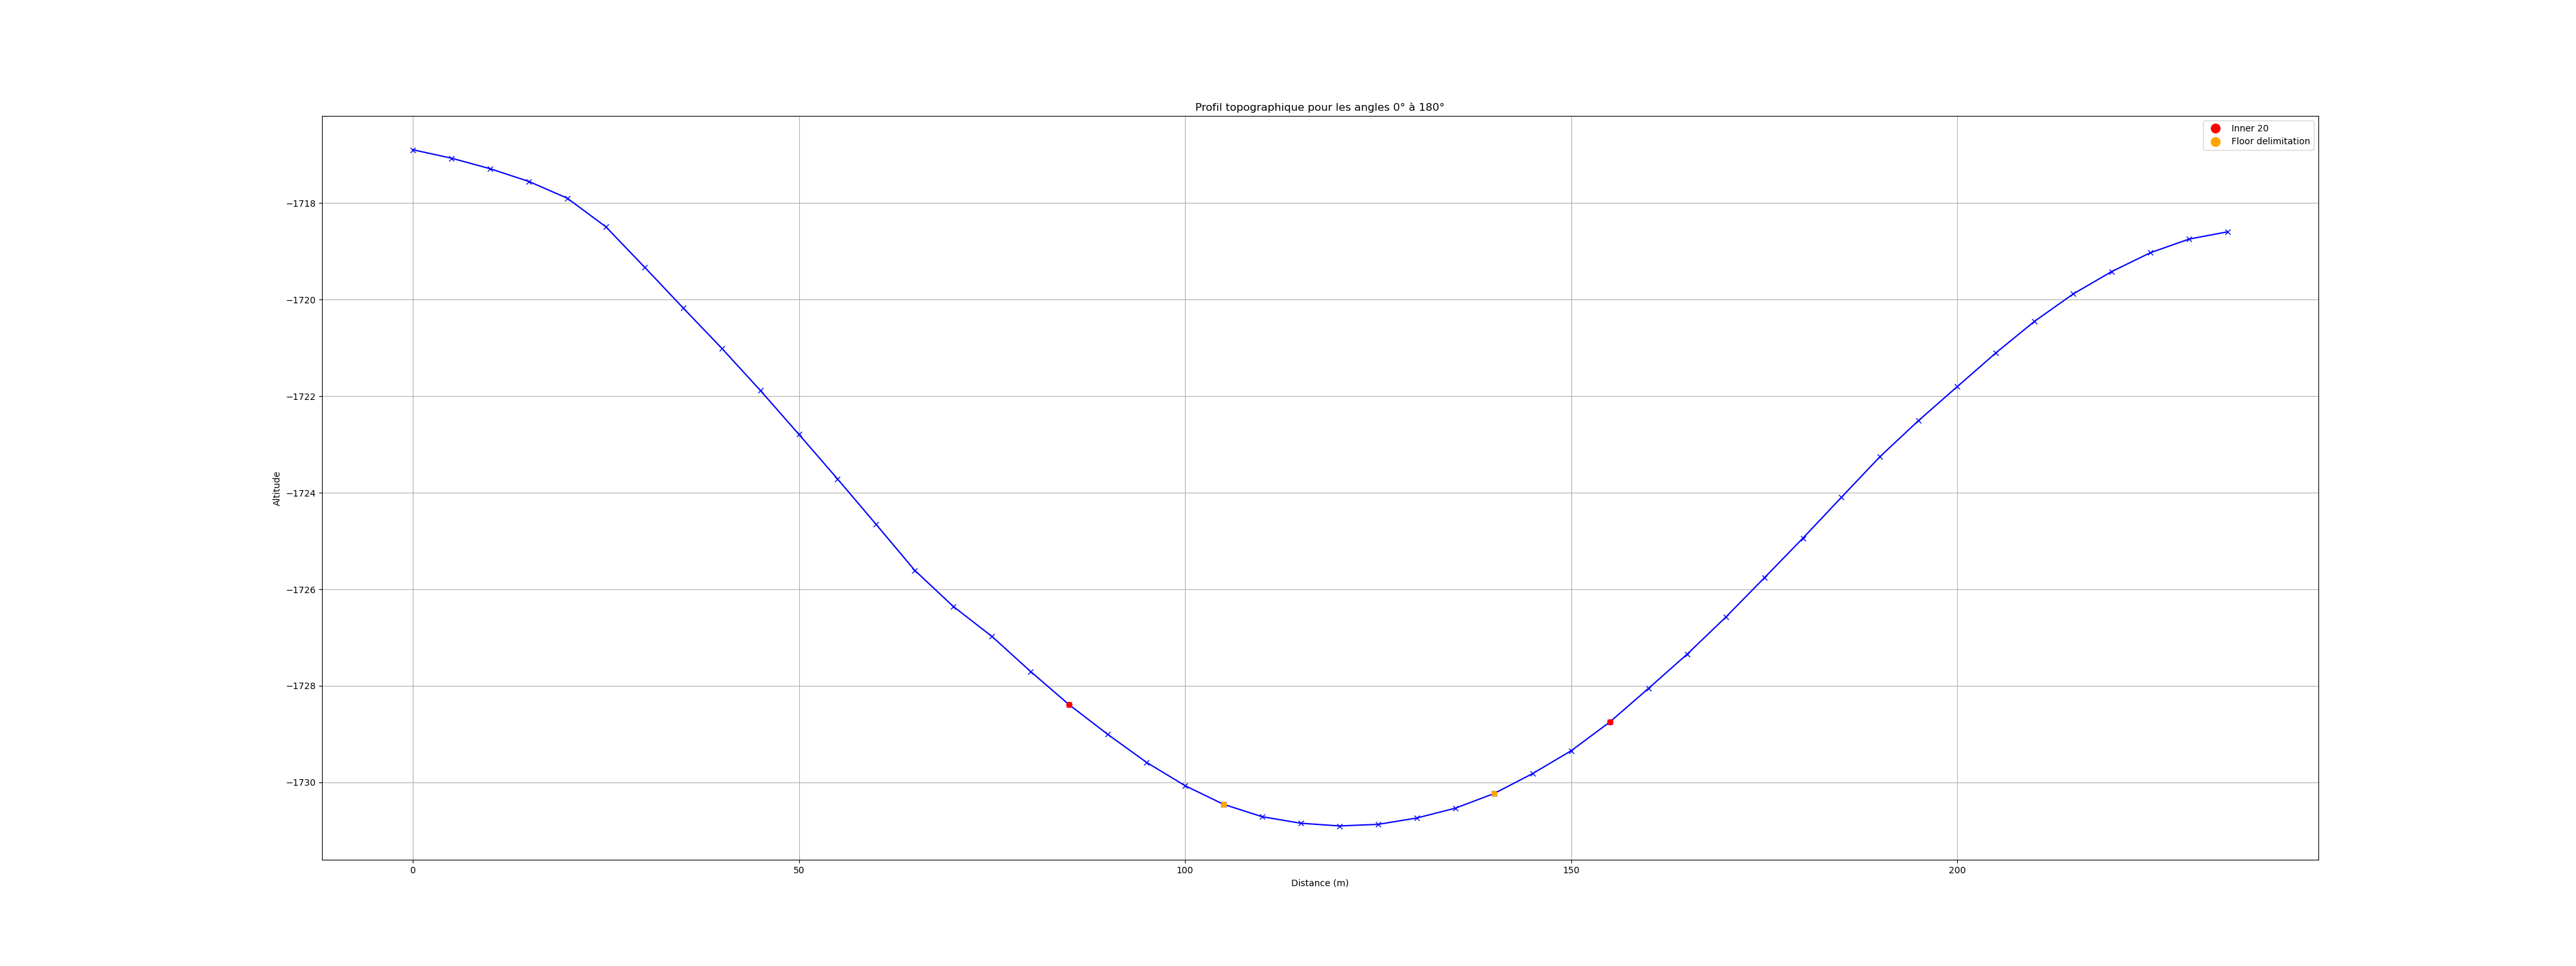 Profil topographique pour les angles 0° à 180°
Inner 20
Floor delimitation
−1718
−1720
−1722
−1724
−1726
−1728
−1730
Altitude
0
50
100
150
200
Distance (m)